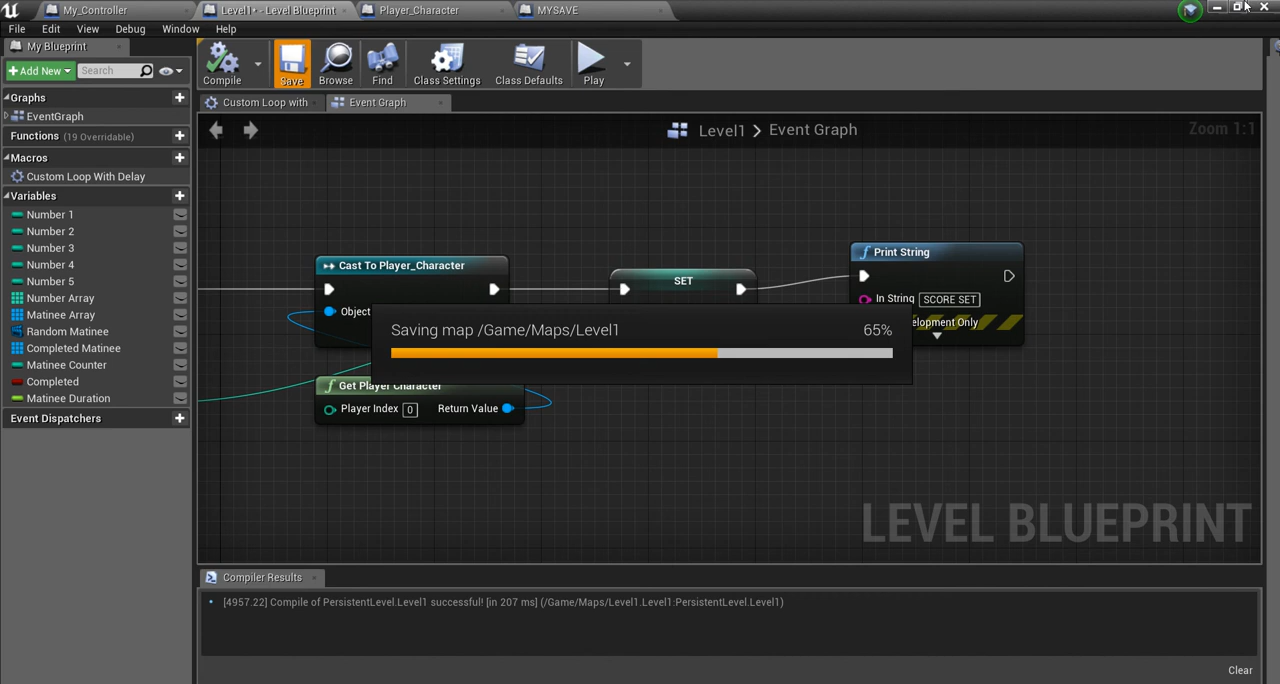 My_Controller
Level1* - Level Blueprint
Player_Character
MYSAVE
File Edit View Debug Window Help
My Blueprint
Add New
Search
Compile
Save
Browse
Find
Class Settings
Class Defaults
Play
Graphs
EventGraph
Functions (19 Overridable)
Macros
Custom Loop With Delay
Variables
Number 1
Number 2
Number 3
Number 4
Number 5
Number Array
Matinee Array
Random Matinee
Completed Matinee
Matinee Counter
Completed
Matinee Duration
Event Dispatchers
Custom Loop with
Event Graph
Level1 > Event Graph
Zoom 1:1
Cast To Player_Character
Object
SET
Print String
In String SCORE SET
elopment Only
Saving map /Game/Maps/Level1 65%
Get Player Character
Player Index 0 Return Value
LEVEL BLUEPRINT
Compiler Results
[4957.22] Compile of PersistentLevel.Level1 successful! [in 207 ms] (/Game/Maps/Level1.Level1:PersistentLevel.Level1)
Clear